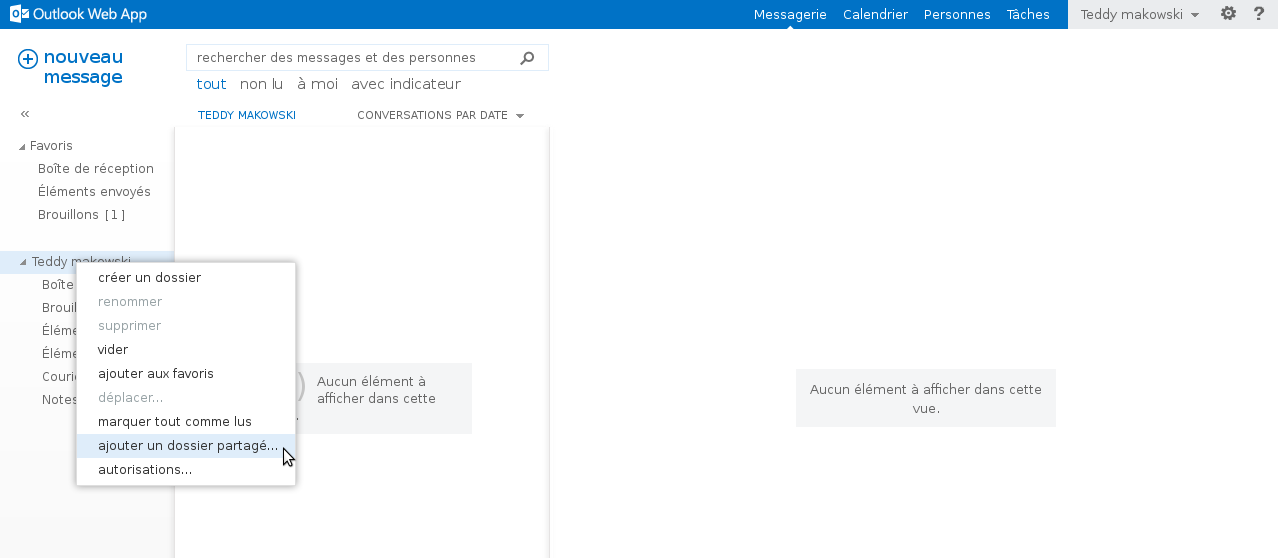 Outlook Web App
Messagerie Calendrier Personnes Tâches Teddy makowski ?
nouveau
message
rechercher des messages et des personnes
tout non lu à moi avec indicateur
«
TEDDY MAKOWSKI CONVERSATIONS PAR DATE
Favoris
Boîte de réception
Éléments envoyés
Brouillons [1]
Teddy makowski
Boîte
Brouil
Élém
Élém
Courri
Notes
créer un dossier
renommer
supprimer
vider
ajouter aux favoris
déplacer...
marquer tout comme lus
ajouter un dossier partagé...
autorisations...
Aucun élément à
afficher dans cette
.
Aucun élément à afficher dans cette
vue.